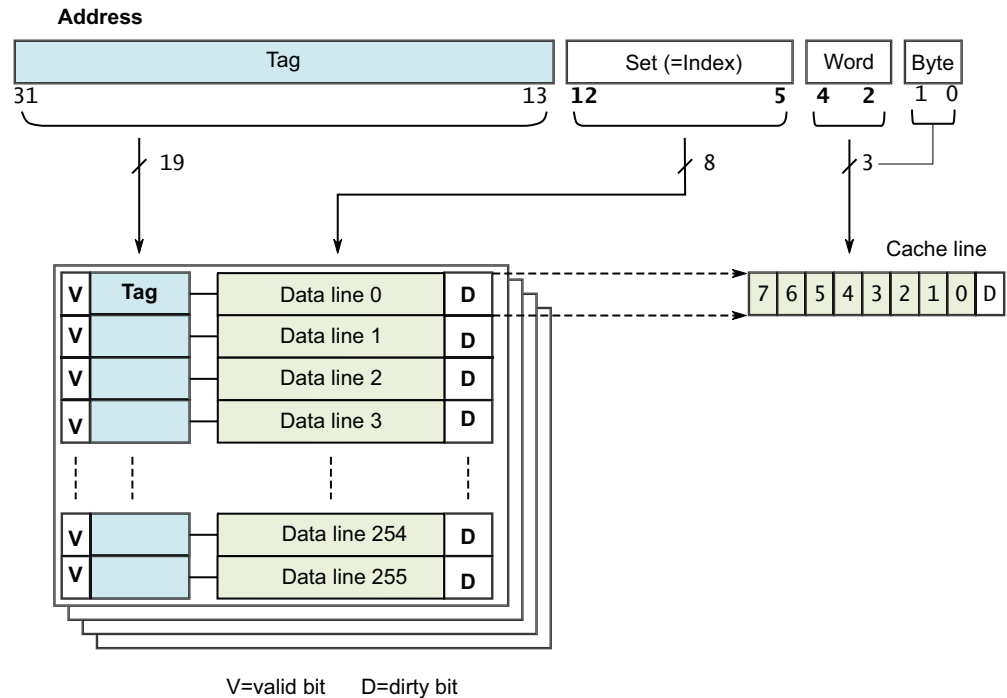 Address
Tag Set (=Index) Word Byte
31 13 12 5 4 2 1 0
19 8 3
Cache line
V Tag Data line 0 D 7 6 5 4 3 2 1 0 D
V Data line 1 D
V Data line 2 D
V Data line 3 D
V Data line 254 D
V Data line 255 D
V=valid bit D=dirty bit